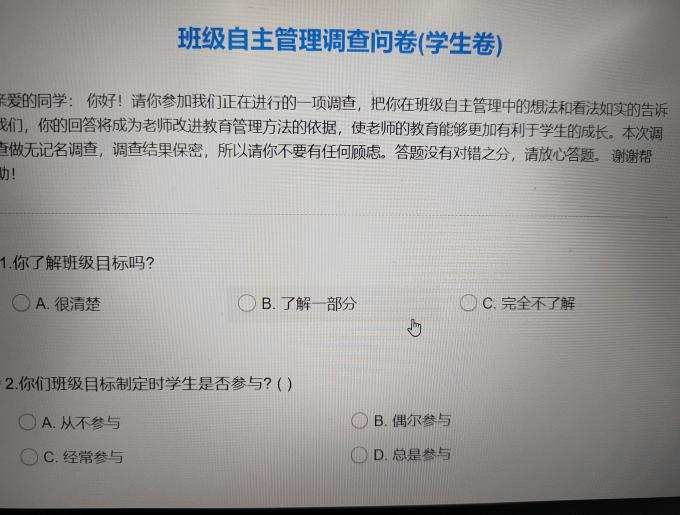 班级自主管理调查问卷(学生卷)
亲爱的同学： 你好！请你参加我们正在进行的一项调查，把你在班级自主管理中的想法和看法如实的告诉
我们，你的回答将成为老师改进教育管理方法的依据，使老师的教育能够更加有利于学生的成长。本次调
查做无记名调查，调查结果保密，所以请你不要有任何顾虑。答题没有对错之分，请放心答题。 谢谢帮
助！
1.你了解班级目标吗?
A. 很清楚 B. 了解一部分 C. 完全不了解
2.你们班级目标制定时学生是否参与? ( )
A. 从不参与 B. 偶尔参与
C. 经常参与 D. 总是参与